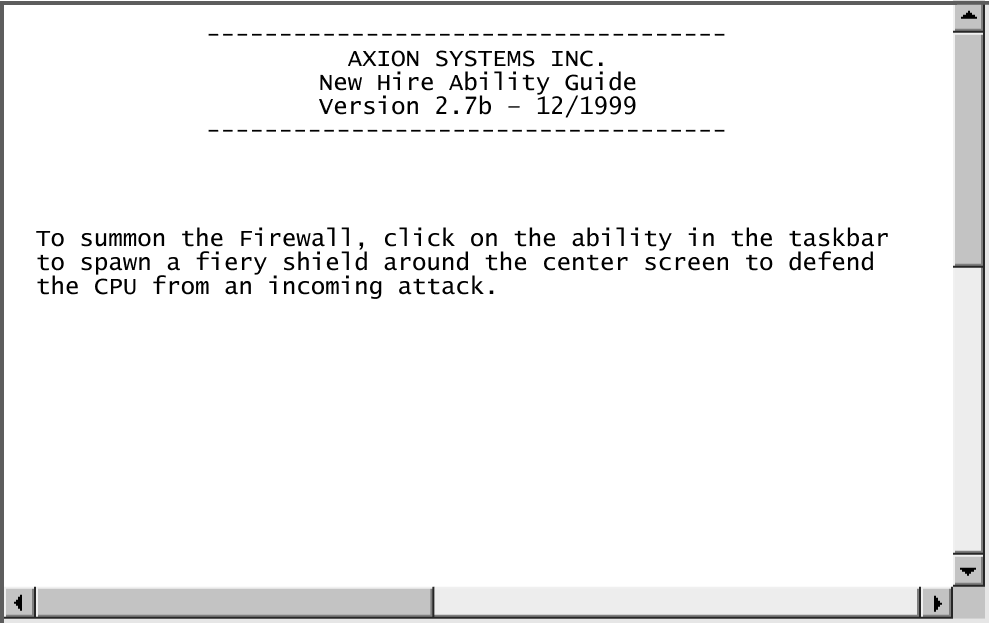 ------------------------------------
AXION SYSTEMS INC.
New Hire Ability Guide
Version 2.7b – 12/1999
------------------------------------
To summon the Firewall, click on the ability in the taskbar
to spawn a fiery shield around the center screen to defend
the CPU from an incoming attack.